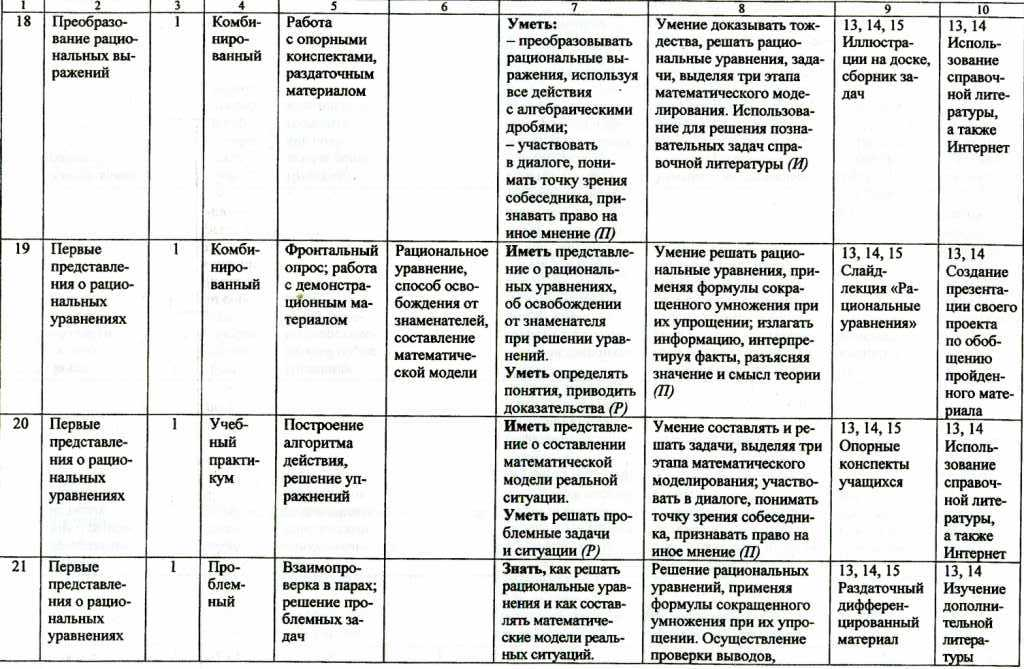 1 2 3 4 5 6 7 8 9 10
18
Преобразо-
вание рацио-
нальных вы-
ражений
1
Комби-
ниро-
ванный
Работа
с опорными
конспектами,
раздаточным
материалом
Уметь:
– преобразовывать
рациональные вы-
ражения, используя
все действия
с алгебраическими
дробями;
– участвовать
в диалоге, пони-
мать точку зрения
собеседника, при-
знавать право на
иное мнение (П)
Умение доказывать тож-
дества, решать рацио-
нальные уравнения, зада-
чи, выделяя три этапа
математического моде-
лирования. Использова-
ние для решения позна-
вательных задач спра-
вочной литературы (И)
13, 14, 15
Иллюстра-
ции на доске,
сборник за-
дач
13, 14
Исполь-
зование
справоч-
ной лите-
ратуры,
а также
Интернет
19
Первые
представле-
ния о рацио-
нальных
уравнениях
1
Комби-
ниро-
ванный
Фронтальный
опрос; работа
с демонстра-
ционным ма-
териалом
Рациональное
уравнение,
способ осво-
бождения от
знаменателей,
составление
математиче-
ской модели
Иметь представле-
ние о рациональ-
ных уравнениях,
об освобождении
от знаменателя
при решении урав-
нений.
Уметь определять
понятия, приводить
доказательства (Р)
Умение решать рацио-
нальные уравнения, при-
меняя формулы сокра-
щенного умножения при
их упрощении; излагать
информацию, интерпре-
тируя факты, разъясняя
значение и смысл теории
(П)
13, 14, 15
Слайд-
лекция «Ра-
циональные
уравнения»
13, 14
Создание
презента-
ции своего
проекта
по обоб-
щению
пройден-
ного мате-
риала
20
Первые
представле-
ния о рацио-
нальных
уравнениях
1
Учеб-
ный
практи-
кум
Построение
алгоритма
действия,
решение уп-
ражнений
Иметь представле-
ние о составлении
математической
модели реальной
ситуации.
Уметь решать про-
блемные задачи
и ситуации (Р)
Умение составлять и ре-
шать задачи, выделяя три
этапа математического
моделирования; участво-
вать в диалоге, понимать
точку зрения собеседни-
ка, признавать право на
иное мнение (П)
13, 14, 15
Опорные
конспекты
учащихся
13, 14
Исполь-
зование
справоч-
ной лите-
ратуры,
а также
Интернет
21
Первые
представле-
ния о рацио-
нальных
уравнениях
1
Про-
блем-
ный
Взаимопро-
верка в парах;
решение про-
блемных за-
дач
Знать, как решать
рациональные урав-
нения и как состав-
лять математиче-
ские модели реаль-
ных ситуаций.
Решение рациональных
уравнений, применяя
формулы сокращенного
умножения при их упро-
щении. Осуществление
проверки выводов,
13, 14, 15
Раздаточный
дифферен-
цированный
материал
13, 14
Изучение
дополни-
тельной
литера-
туры